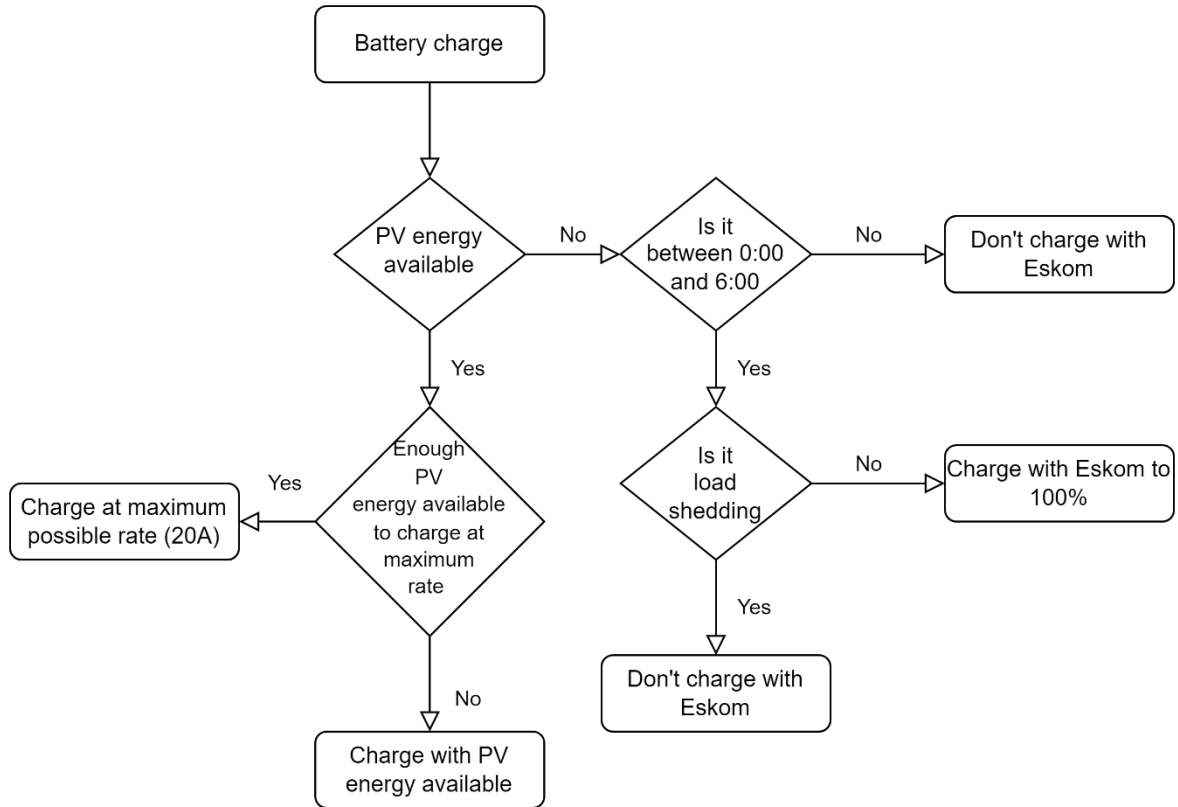 Battery charge
PV energy
available
No
Is it
between 0:00
and 6:00
No
Don't charge with
Eskom
Yes
Yes
Enough
PV
energy available
to charge at
maximum
rate
Yes
Charge at maximum
possible rate (20A)
Is it
load
shedding
No
Charge with Eskom to
100%
Yes
Don't charge with
Eskom
No
Charge with PV
energy available